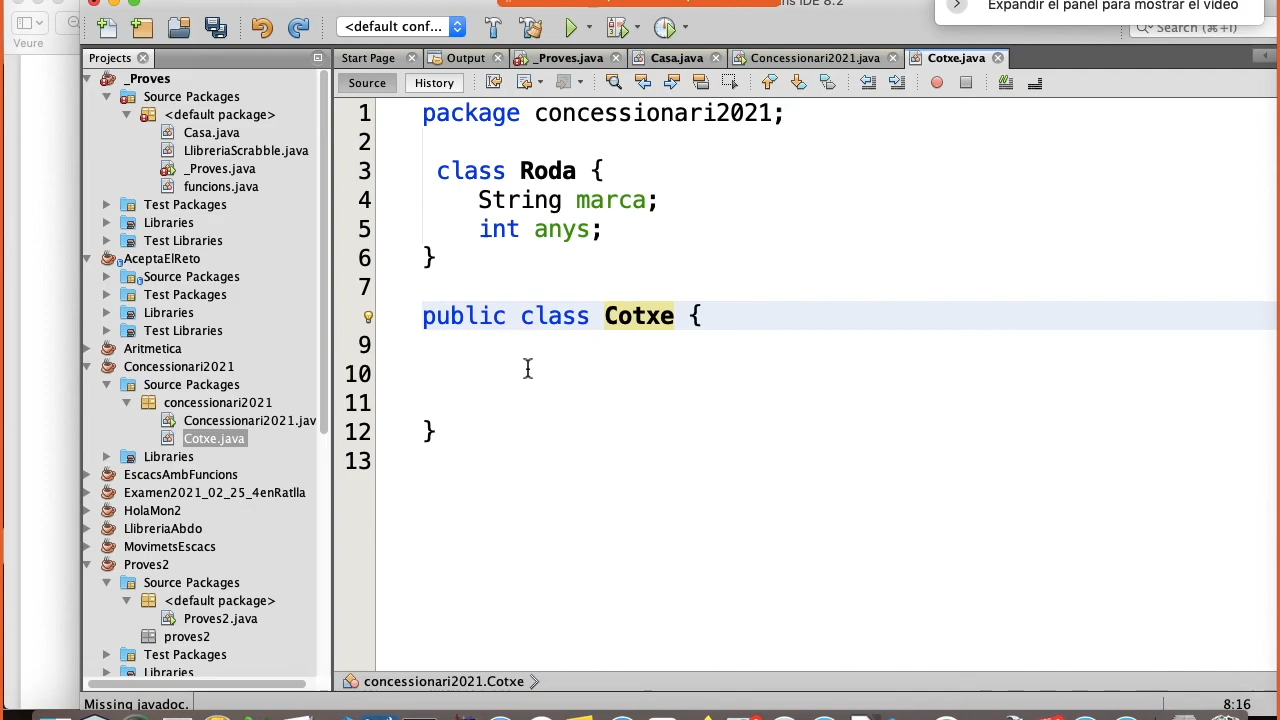 IDE 8.2
Expandir el panel para mostrar el video
Veure
<default conf...
Search (⌘+I)
Projects
Start Page
Output
_Proves.java
Casa.java
Concessionari2021.java
Cotxe.java
Source
History
_Proves
Source Packages
<default package>
Casa.java
LlibreriaScrabble.java
_Proves.java
funcions.java
Test Packages
Libraries
Test Libraries
AceptaElReto
Source Packages
Test Packages
Libraries
Test Libraries
Aritmetica
Concessionari2021
Source Packages
concessionari2021
Concessionari2021.jav
Cotxe.java
Libraries
EscacsAmbFuncions
Examen2021_02_25_4enRatlla
HolaMon2
LlibreriaAbdo
MovimetsEscacs
Proves2
Source Packages
<default package>
Proves2.java
proves2
Test Packages
Libraries
1 package concessionari2021;
2
3 class Roda {
4 String marca;
5 int anys;
6 }
7
public class Cotxe {
9
10
11
12 }
13
concessionari2021.Cotxe
Missing javadoc.
8:16